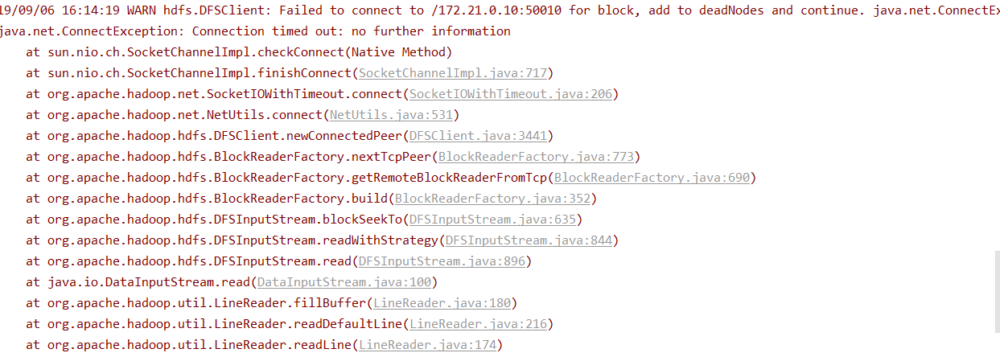 19/09/06 16:14:19 WARN hdfs.DFSClient: Failed to connect to /172.21.0.10:50010 for block, add to deadNodes and continue. java.net.ConnectEx
java.net.ConnectException: Connection timed out: no further information
at sun.nio.ch.SocketChannelImpl.checkConnect(Native Method)
at sun.nio.ch.SocketChannelImpl.finishConnect(SocketChannelImpl.java:717)
at org.apache.hadoop.net.SocketIOWithTimeout.connect(SocketIOWithTimeout.java:206)
at org.apache.hadoop.net.NetUtils.connect(NetUtils.java:531)
at org.apache.hadoop.hdfs.DFSClient.newConnectedPeer(DFSClient.java:3441)
at org.apache.hadoop.hdfs.BlockReaderFactory.nextTcpPeer(BlockReaderFactory.java:773)
at org.apache.hadoop.hdfs.BlockReaderFactory.getRemoteBlockReaderFromTcp(BlockReaderFactory.java:690)
at org.apache.hadoop.hdfs.BlockReaderFactory.build(BlockReaderFactory.java:352)
at org.apache.hadoop.hdfs.DFSInputStream.blockSeekTo(DFSInputStream.java:635)
at org.apache.hadoop.hdfs.DFSInputStream.readWithStrategy(DFSInputStream.java:844)
at org.apache.hadoop.hdfs.DFSInputStream.read(DFSInputStream.java:896)
at java.io.DataInputStream.read(DataInputStream.java:100)
at org.apache.hadoop.util.LineReader.fillBuffer(LineReader.java:180)
at org.apache.hadoop.util.LineReader.readDefaultLine(LineReader.java:216)
at org.apache.hadoop.util.LineReader.readLine(LineReader.java:174)